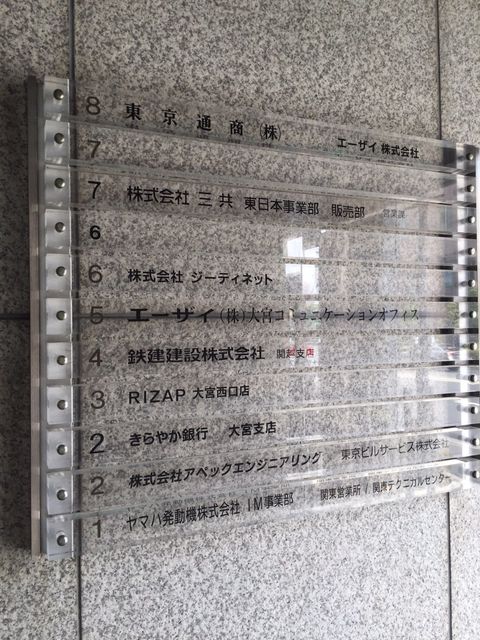 8 東京通商(株) エーザイ 株式会社
7
7 株式会社 三共 東日本事業部 販売部 営業課
6
6 株式会社 ジーディネット
5 エーザイ(株)大宮コミュニケーションオフィス
4 鉄建建設株式会社 関越支店
3 RIZAP 大宮西口店
2 きらやか銀行 大宮支店
2 株式会社アペックエンジニアリング 東京ビルサービス株式会社
1 ヤマハ発動機株式会社 IM事業部 関東営業所 / 関東テクニカルセンター